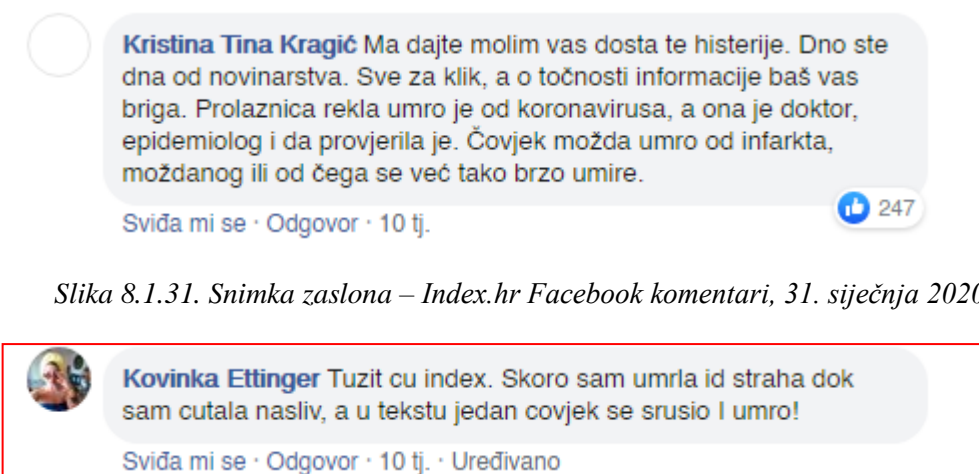 Kristina Tina Kragić Ma dajte molim vas dosta te histerije. Dno ste
dna od novinarstva. Sve za klik, a o točnosti informacije baš vas
briga. Prolaznica rekla umro je od koronavirusa, a ona je doktor,
epidemiolog i da provjerila je. Čovjek možda umro od infarkta,
moždanog ili od čega se već tako brzo umire.
247
Sviđa mi se · Odgovor · 10 tj.
Slika 8.1.31. Snimka zaslona – Index.hr Facebook komentari, 31. siječnja 2020
Kovinka Ettinger Tuzit cu index. Skoro sam umrla id straha dok
sam cutala nasliv, a u tekstu jedan covjek se srusio I umro!
Sviđa mi se · Odgovor · 10 tj. · Uređivano